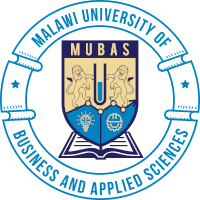 MALAWI UNIVERSITY OF
MUBAS
BUSINESS AND APPLIED SCIENCES